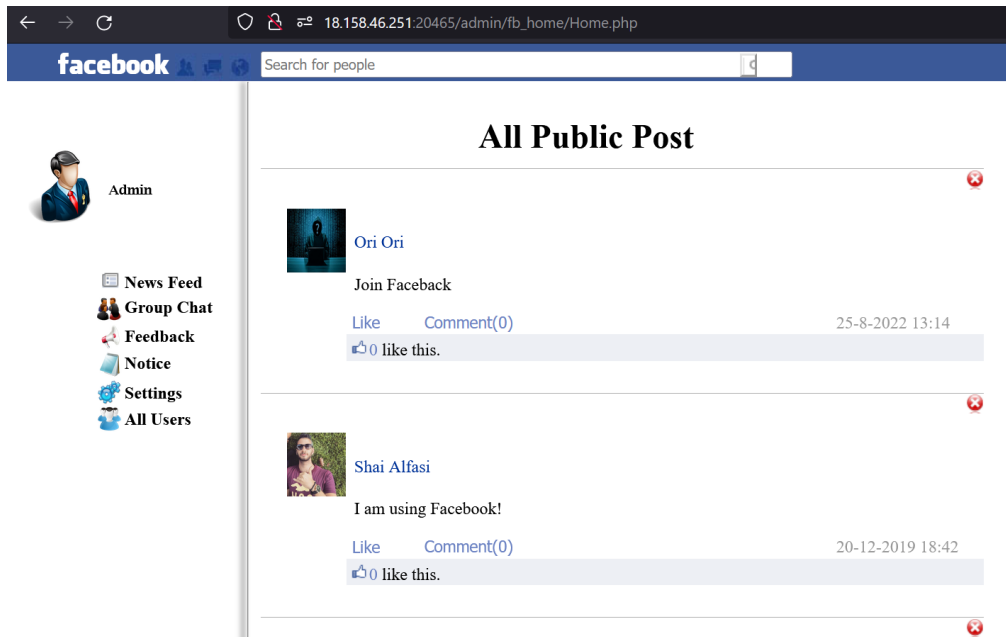 18.158.46.251:20465/admin/fb_home/Home.php
facebook
Search for people
All Public Post
Admin
News Feed
Group Chat
Feedback
Notice
Settings
All Users
Ori Ori
Join Faceback
Like Comment(0) 25-8-2022 13:14
0 like this.
Shai Alfasi
I am using Facebook!
Like Comment(0) 20-12-2019 18:42
0 like this.